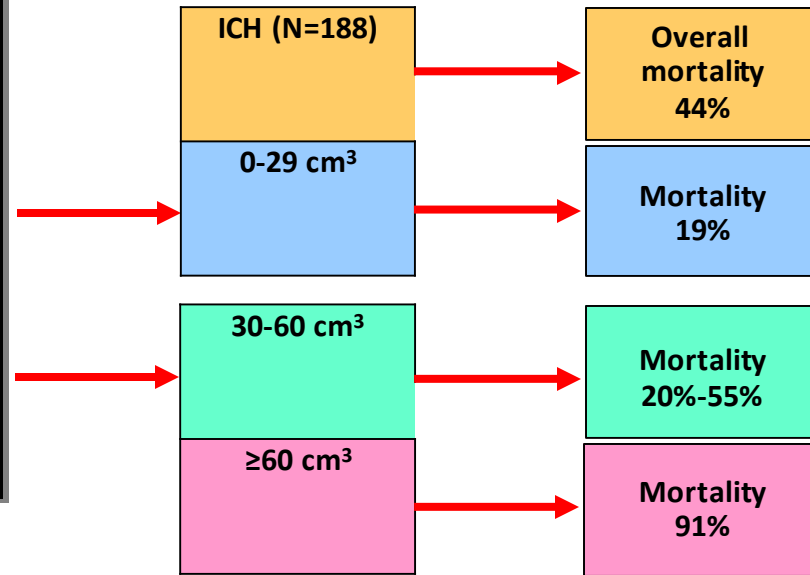 ICH (N=188)
Overall
mortality
44%
0-29 cm³
Mortality
19%
30-60 cm³
Mortality
20%-55%
≥60 cm³
Mortality
91%